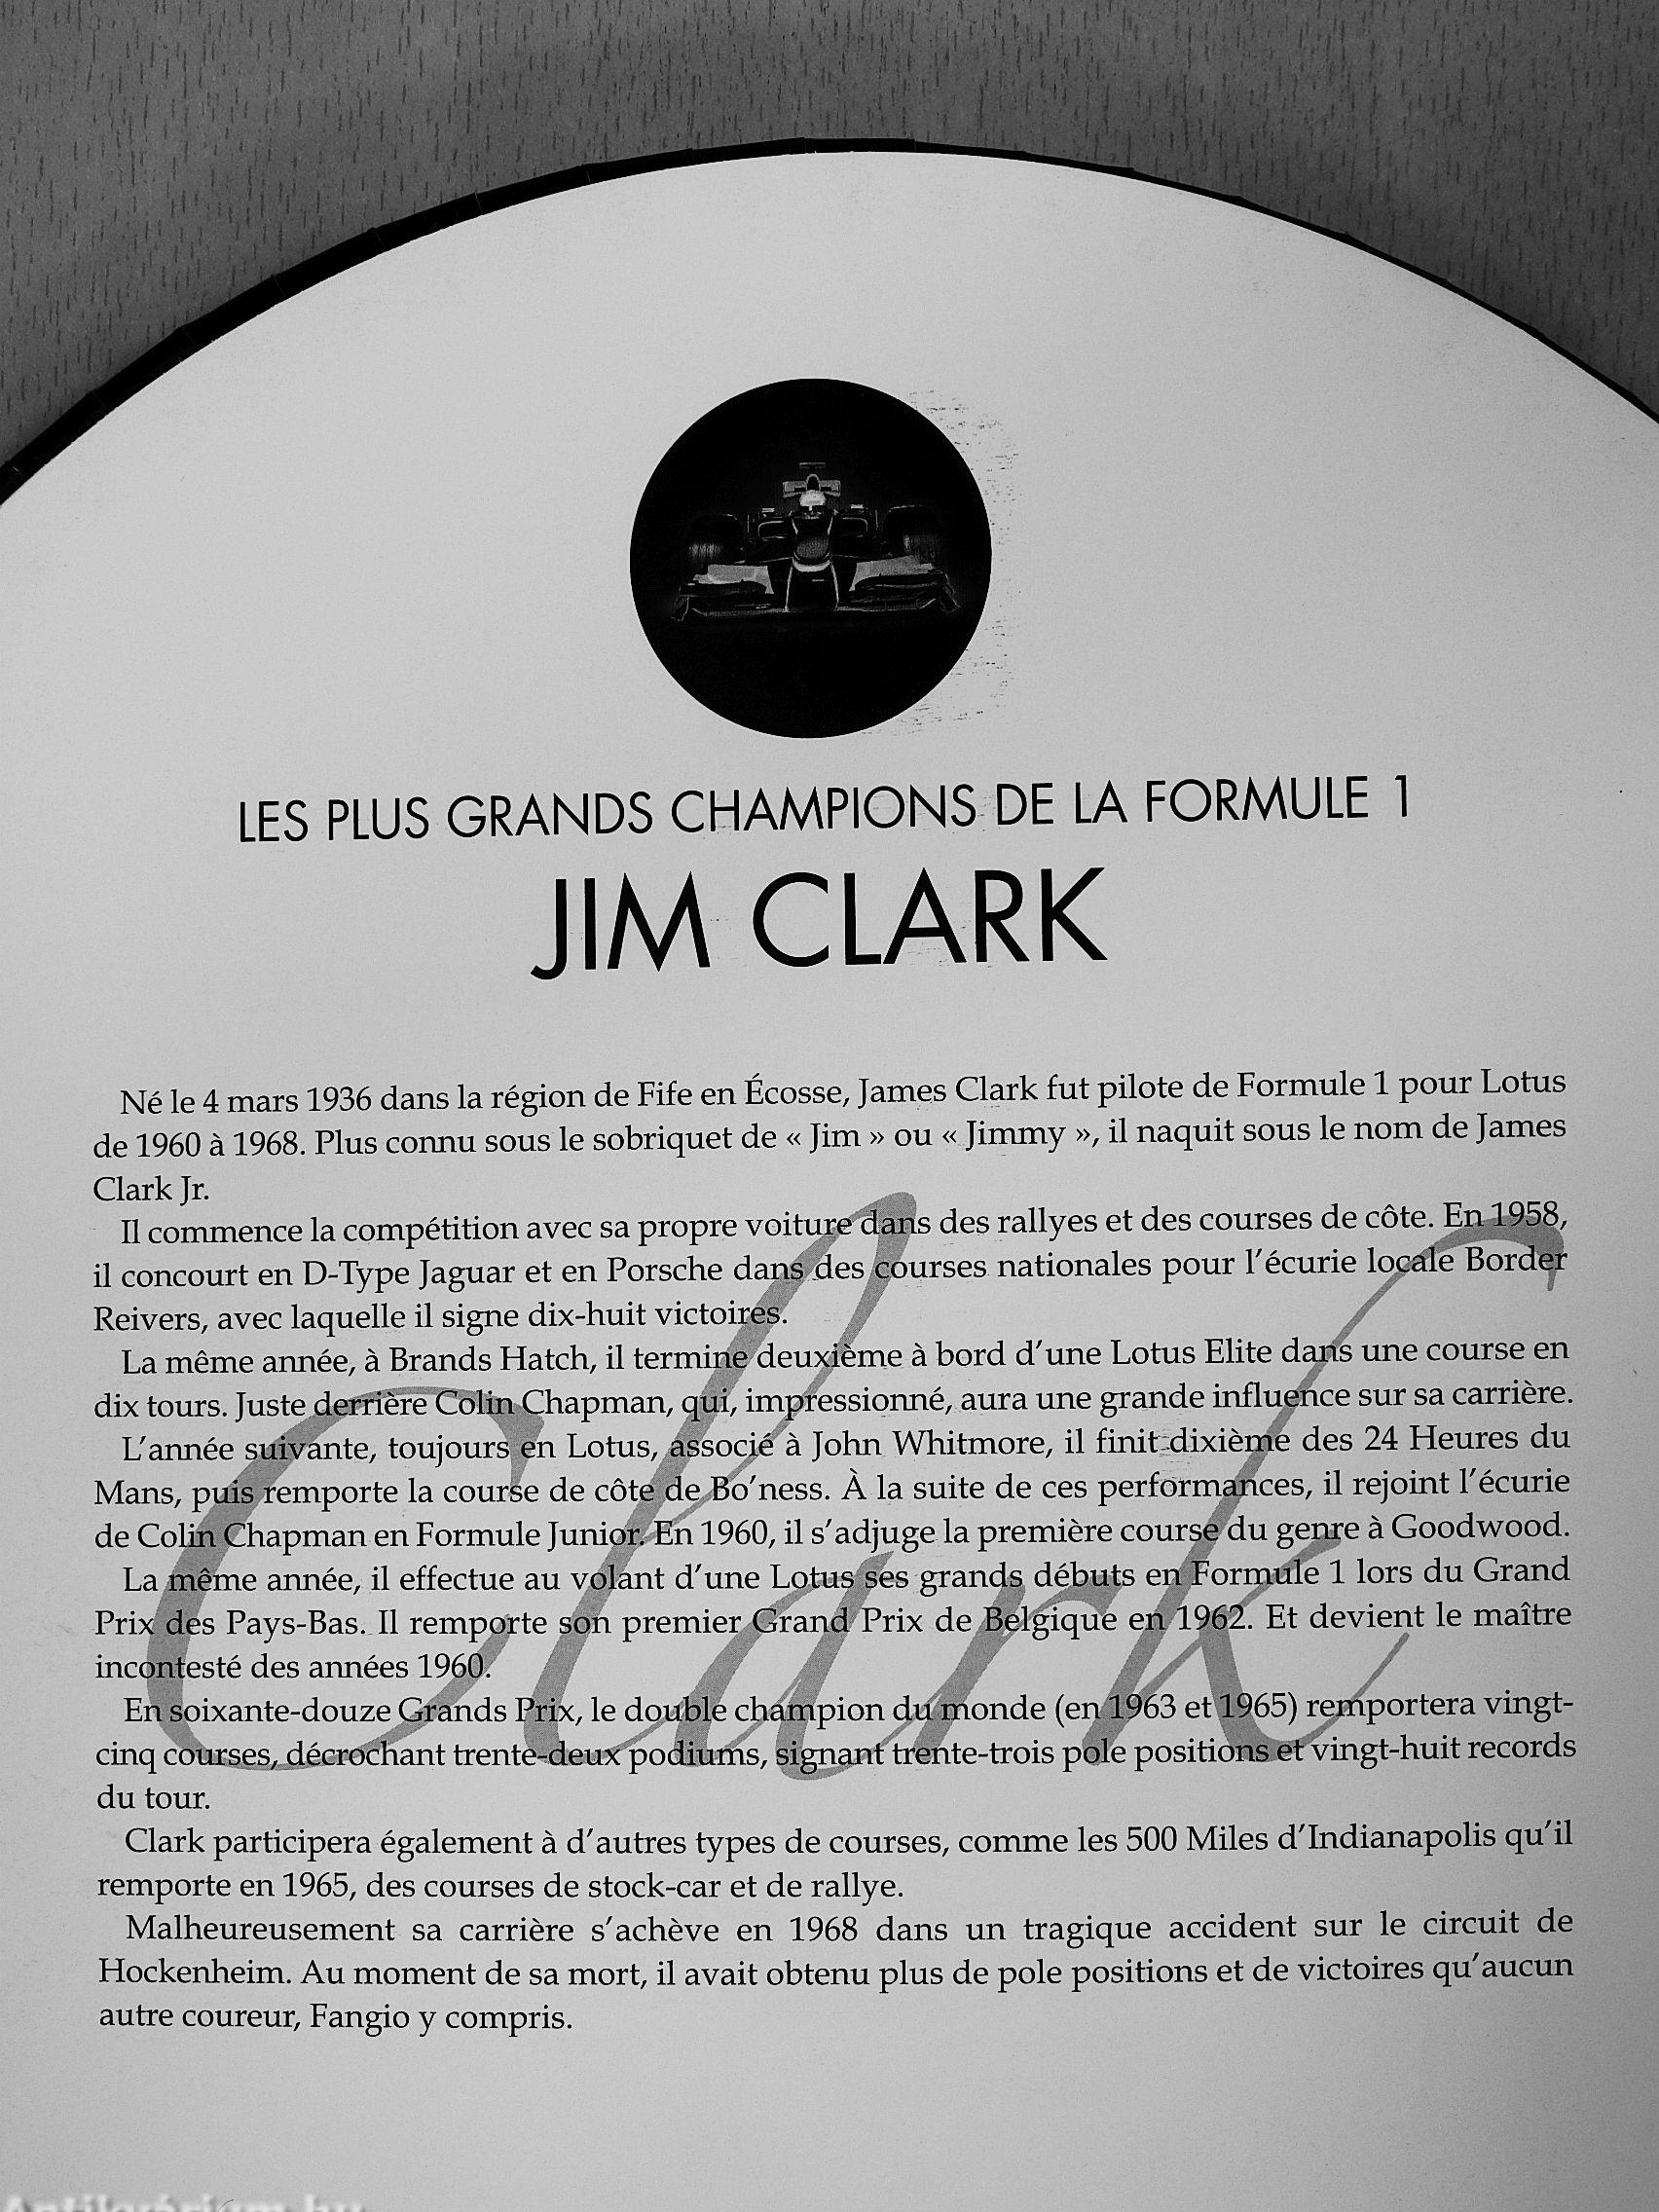 LES PLUS GRANDS CHAMPIONS DE LA FORMULE 1
JIM CLARK
Né le 4 mars 1936 dans la région de Fife en Écosse, James Clark fut pilote de Formule 1 pour Lotus
de 1960 à 1968. Plus connu sous le sobriquet de « Jim » ou « Jimmy », il naquit sous le nom de James
Clark Jr.
Il commence la compétition avec sa propre voiture dans des rallyes et des courses de côte. En 1958,
il concourt en D-Type Jaguar et en Porsche dans des courses nationales pour l'écurie locale Border
Reivers, avec laquelle il signe dix-huit victoires.
La même année, à Brands Hatch, il termine deuxième à bord d'une Lotus Elite dans une course en
dix tours. Juste derrière Colin Chapman, qui, impressionné, aura une grande influence sur sa carrière.
L'année suivante, toujours en Lotus, associé à John Whitmore, il finit dixième des 24 Heures du
Mans, puis remporte la course de côte de Bo'ness. À la suite de ces performances, il rejoint l'écurie
de Colin Chapman en Formule Junior. En 1960, il s'adjuge la première course du genre à Goodwood.
La même année, il effectue au volant d'une Lotus ses grands débuts en Formule 1 lors du Grand
Prix des Pays-Bas. Il remporte son premier Grand Prix de Belgique en 1962. Et devient le maître
incontesté des années 1960.
En soixante-douze Grands Prix, le double champion du monde (en 1963 et 1965) remportera vingt-
cinq courses, décrochant trente-deux podiums, signant trente-trois pole positions et vingt-huit records
du tour.
Clark participera également à d'autres types de courses, comme les 500 Miles d'Indianapolis qu'il
remporte en 1965, des courses de stock-car et de rallye.
Malheureusement sa carrière s'achève en 1968 dans un tragique accident sur le circuit de
Hockenheim. Au moment de sa mort, il avait obtenu plus de pole positions et de victoires qu'aucun
autre coureur, Fangio y compris.
Clark
Antikvárium.hu